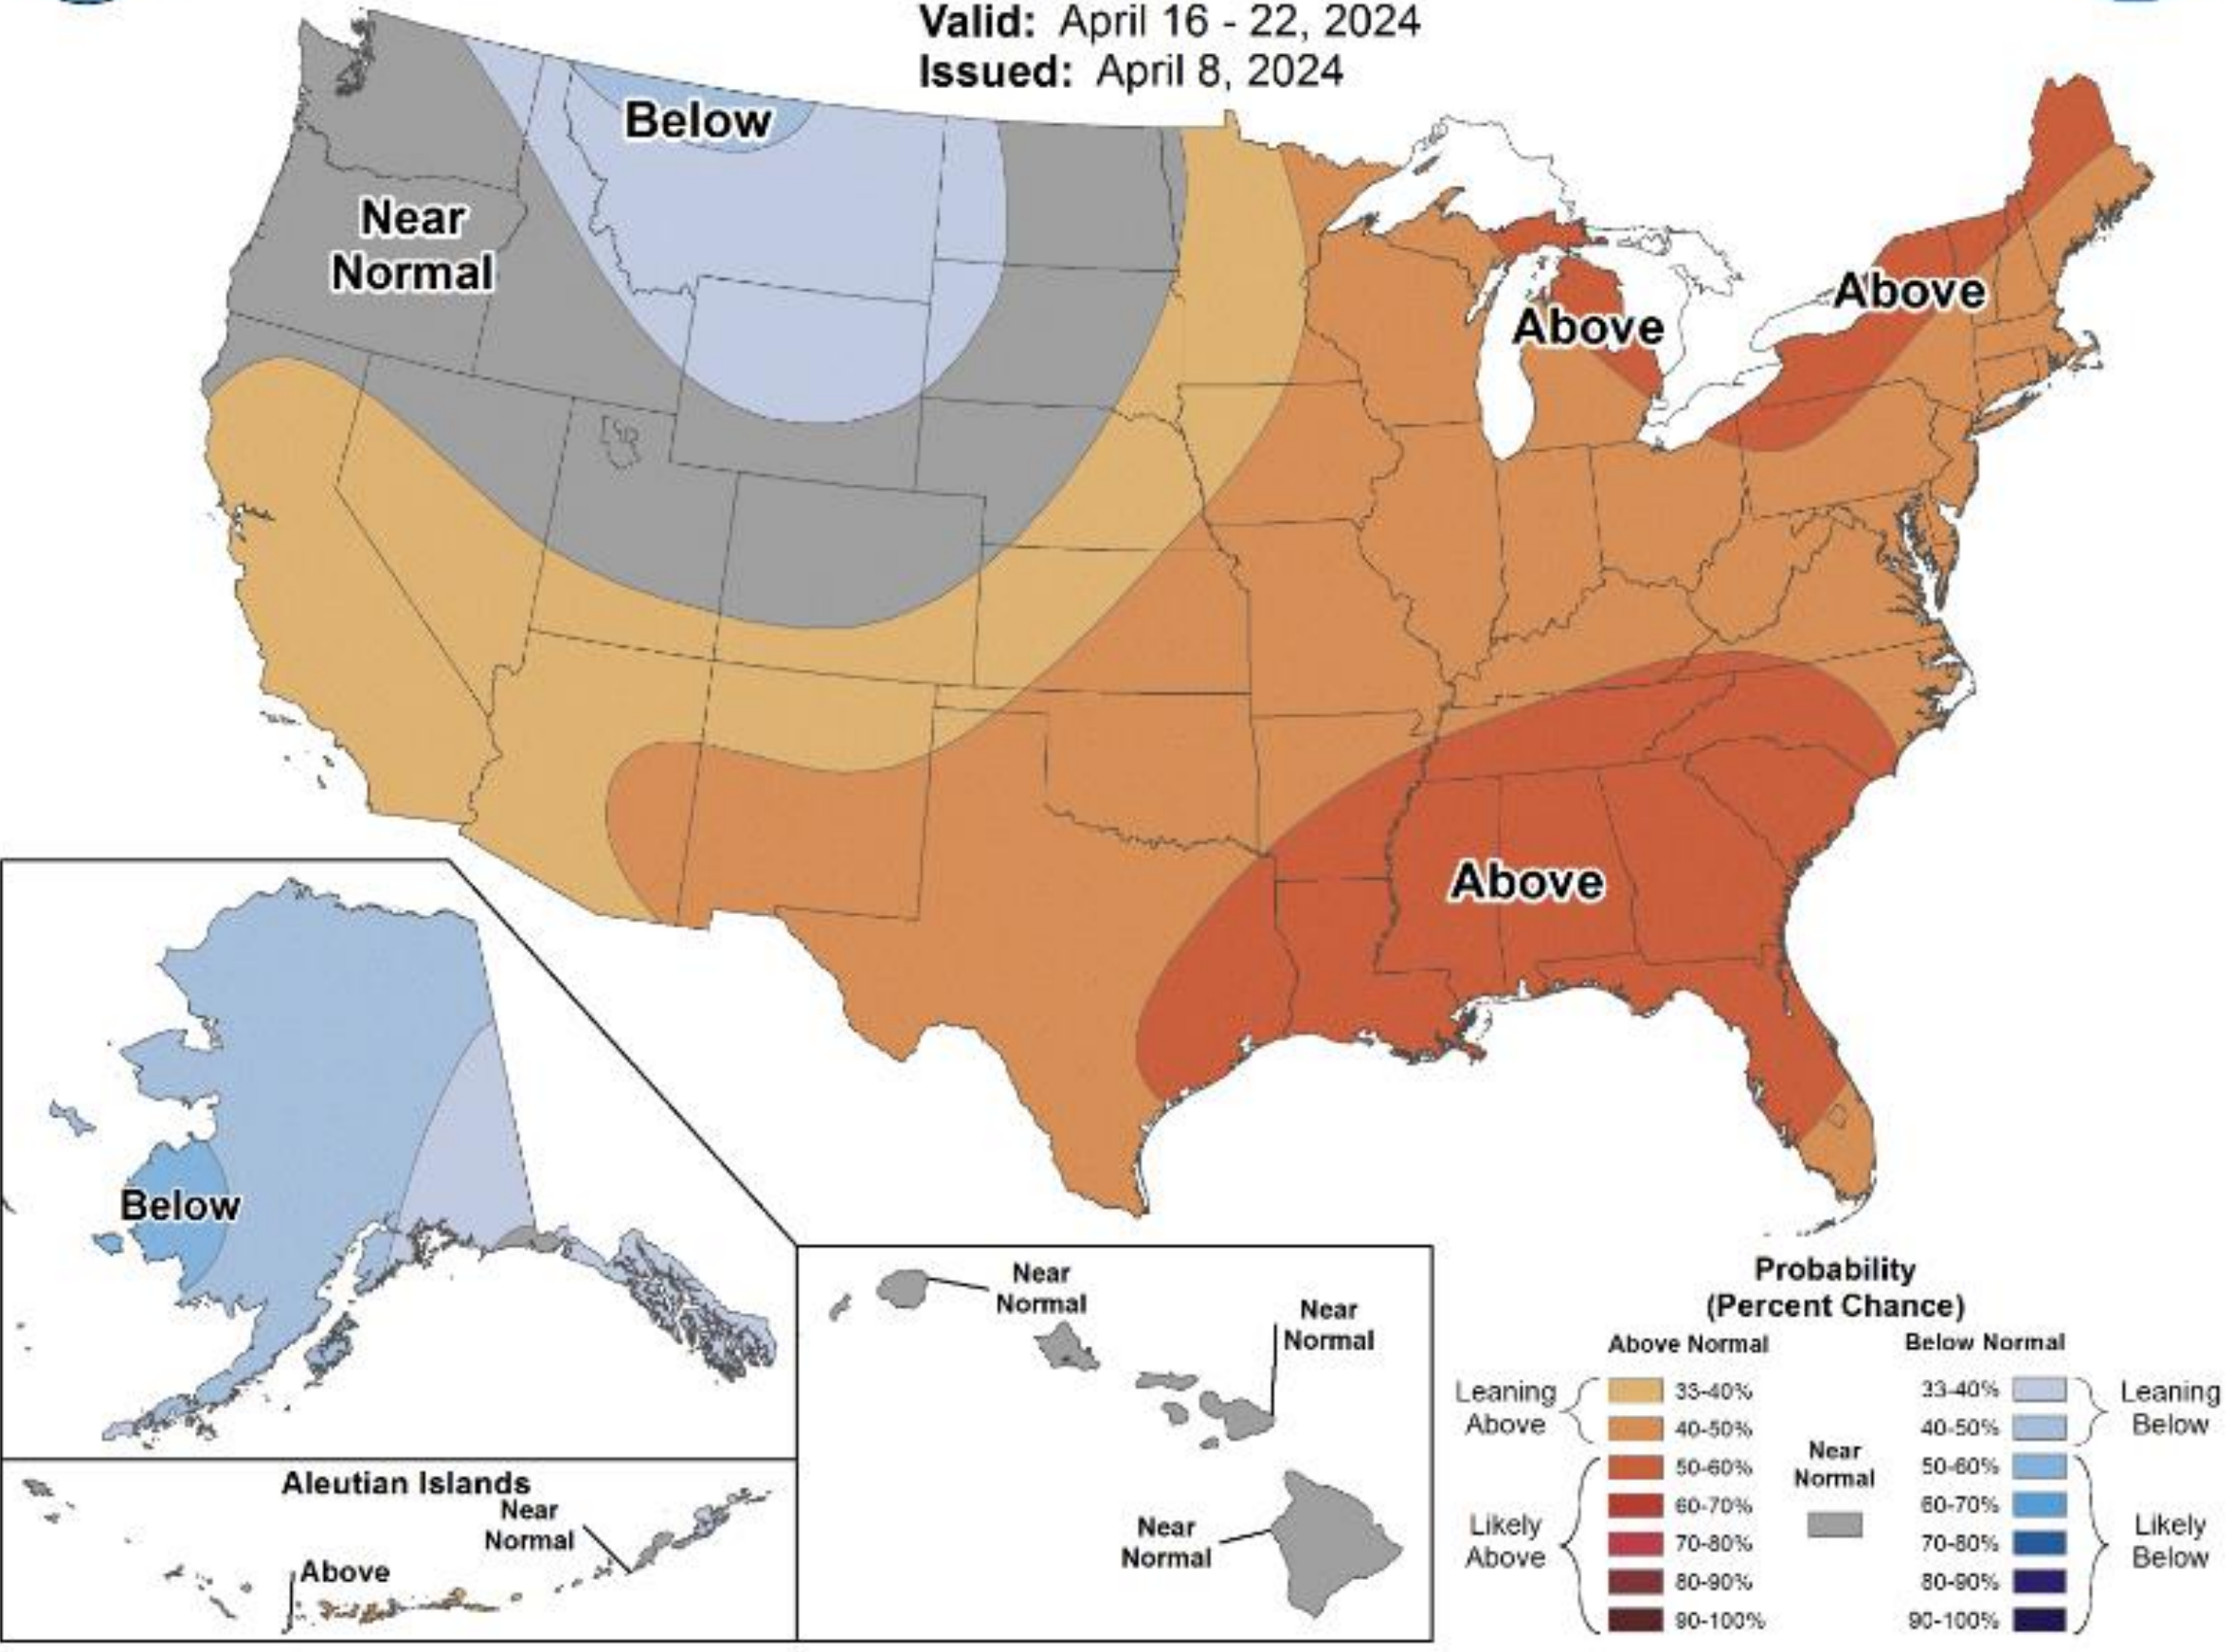 Valid: April 16 - 22, 2024
Issued: April 8, 2024
Below
Near
Normal
Above
Above
Above
Below
Near
Normal
Near
Normal
Near
Normal
Aleutian Islands
Near
Normal
Above
Probability
(Percent Chance)
Above Normal
Below Normal
Leaning
Above
33-40%
40-50%
Likely
Above
50-60%
60-70%
70-80%
80-90%
90-100%
Near
Normal
33-40%
40-50%
Leaning
Below
50-60%
60-70%
70-80%
80-90%
90-100%
Likely
Below